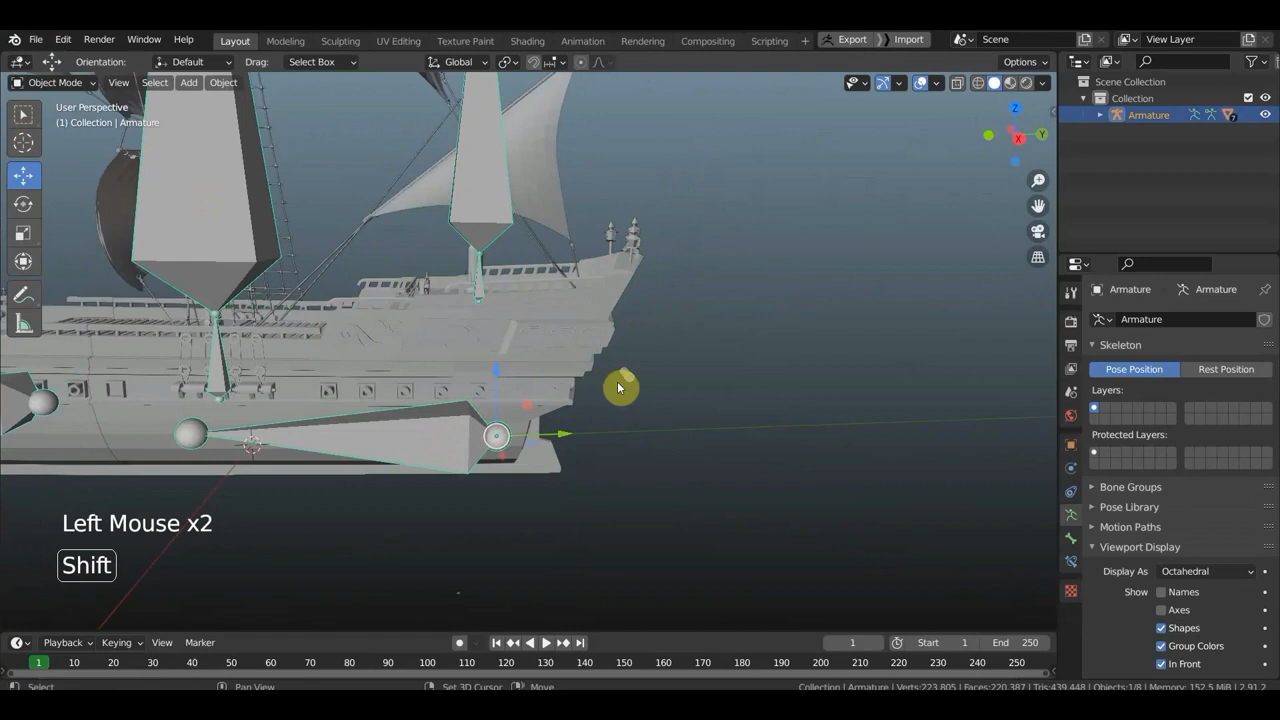 File Edit Render Window Help Layout Modeling Sculpting UV Editing Texture Paint Shading Animation Rendering Compositing Scripting + Export Import Scene View Layer
Orientation: Default Drag: Select Box Global Options
Object Mode View Select Add Object
User Perspective
(1) Collection | Armature
Z
Y
X
Scene Collection
Collection
Armature
7
Armature Armature
Armature
Skeleton
Pose Position Rest Position
Layers:
Protected Layers:
Bone Groups
Pose Library
Motion Paths
Viewport Display
Display As Octahedral
Show Names
Axes
Shapes
Group Colors
In Front
Left Mouse x2
Shift
Playback Keying View Marker 1 Start 1 End 250
1 10 20 30 40 50 60 70 80 90 100 110 120 130 140 150 160 170 180 190 200 210 220 230 240 250
Select Pan View Set 3D Cursor Move Collection | Armature | Verts:223,805 | Faces:220,387 | Tris:439,448 | Objects:1/8 | Memory: 152.5 MiB | 2.91.2